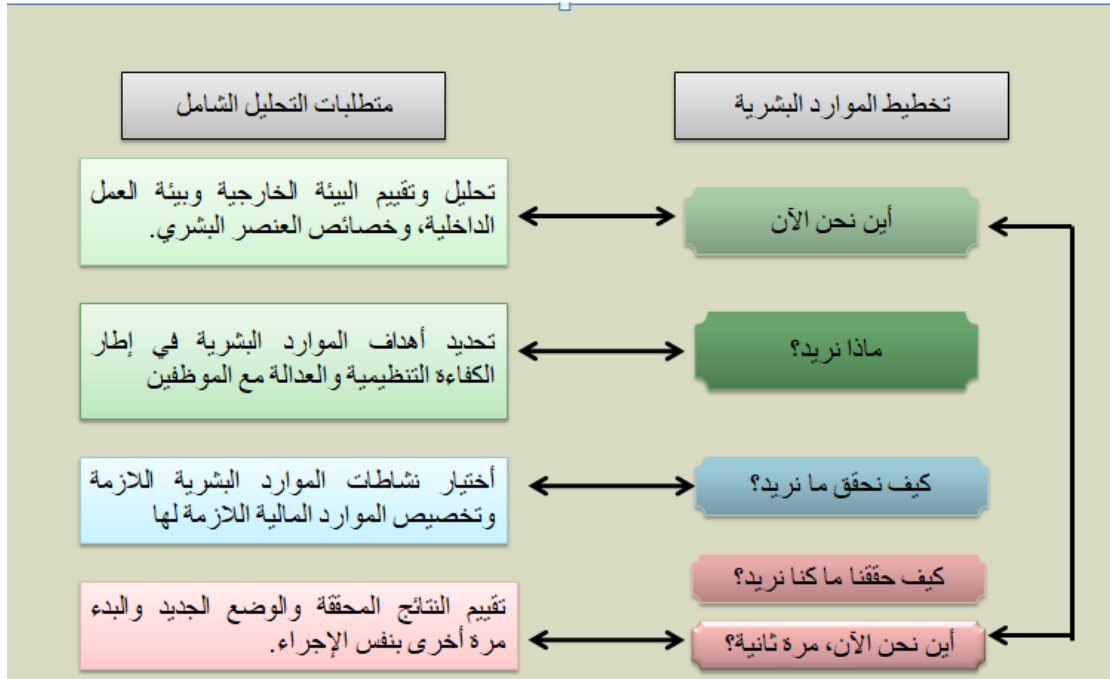 تخطيط الموارد البشرية
متطلبات التحليل الشامل
أين نحن الآن
تحليل وتقييم البيئة الخارجية وبيئة العمل
الداخلية، وخصائص العنصر البشري.
ماذا نريد؟
تحديد أهداف الموارد البشرية في إطار
الكفاءة التنظيمية والعدالة مع الموظفين
كيف نحقق ما نريد؟
أختيار نشاطات الموارد البشرية اللازمة
وتخصيص الموارد المالية اللازمة لها
كيف حققنا ما كنا نريد؟
أين نحن الآن، مرة ثانية؟
تقييم النتائج المحققة والوضع الجديد والبدء
مرة أخرى بنفس الإجراء.